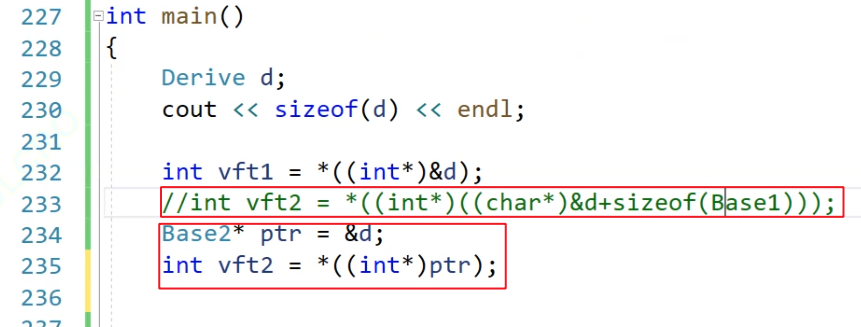 227 int main()
228 {
229 Derive d;
230 cout << sizeof(d) << endl;
231
232 int vft1 = *((int*)&d);
233 //int vft2 = *((int*)((char*)&d+sizeof(Base1)));
234 Base2* ptr = &d;
235 int vft2 = *((int*)ptr);
236
237